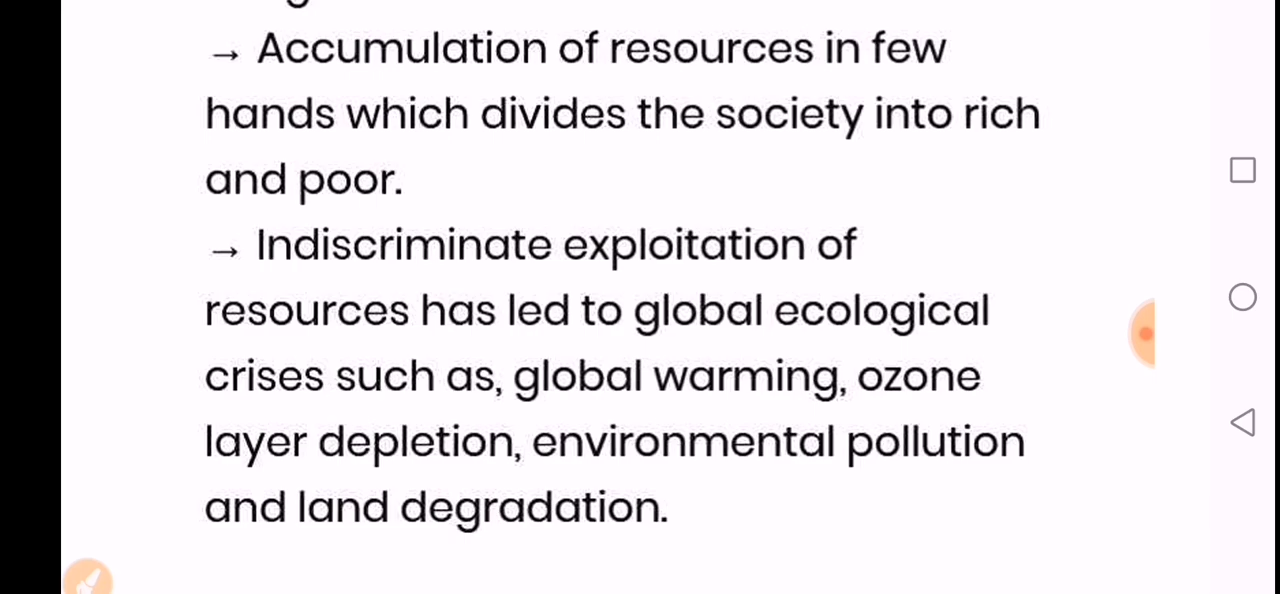 → Accumulation of resources in few
hands which divides the society into rich
and poor.
→ Indiscriminate exploitation of
resources has led to global ecological
crises such as, global warming, ozone
layer depletion, environmental pollution
and land degradation.